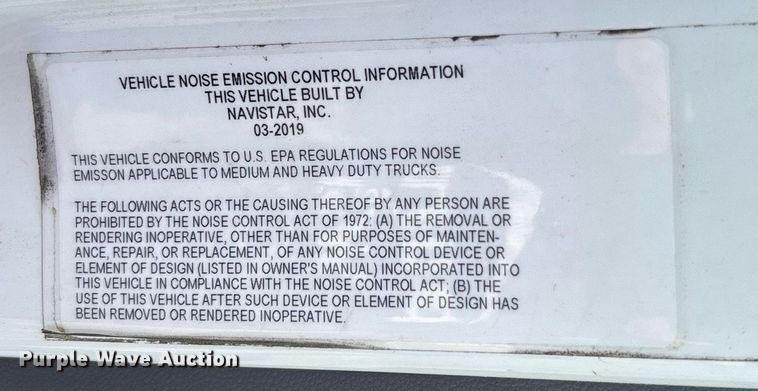 VEHICLE NOISE EMISSION CONTROL INFORMATION
THIS VEHICLE BUILT BY
NAVISTAR, INC.
03-2019
THIS VEHICLE CONFORMS TO U.S. EPA REGULATIONS FOR NOISE
EMISSON APPLICABLE TO MEDIUM AND HEAVY DUTY TRUCKS.
THE FOLLOWING ACTS OR THE CAUSING THEREOF BY ANY PERSON ARE
PROHIBITED BY THE NOISE CONTROL ACT OF 1972: (A) THE REMOVAL OR
RENDERING INOPERATIVE, OTHER THAN FOR PURPOSES OF MAINTEN-
ANCE, REPAIR, OR REPLACEMENT, OF ANY NOISE CONTROL DEVICE OR
ELEMENT OF DESIGN (LISTED IN OWNER'S MANUAL) INCORPORATED INTO
THIS VEHICLE IN COMPLIANCE WITH THE NOISE CONTROL ACT; (B) THE
USE OF THIS VEHICLE AFTER SUCH DEVICE OR ELEMENT OF DESIGN HAS
BEEN REMOVED OR RENDERED INOPERATIVE.
Purple Wave Auction